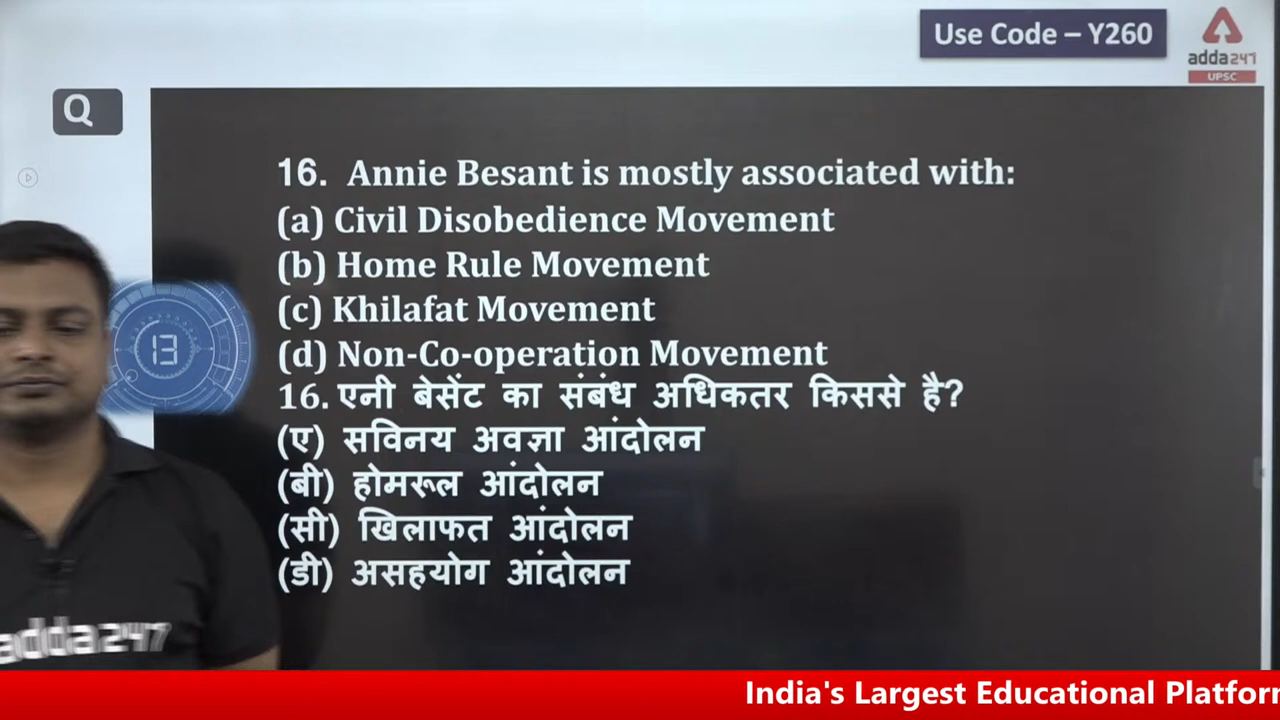 Use Code – Y260
adda247
UPSC
Q
16. Annie Besant is mostly associated with:
(a) Civil Disobedience Movement
(b) Home Rule Movement
(c) Khilafat Movement
(d) Non-Co-operation Movement
16. एनी बेसेंट का संबंध अधिकतर किससे है?
(ए) सविनय अवज्ञा आंदोलन
(बी) होमरूल आंदोलन
(सी) खिलाफत आंदोलन
(डी) असहयोग आंदोलन
13
adda247
India's Largest Educational Platfor